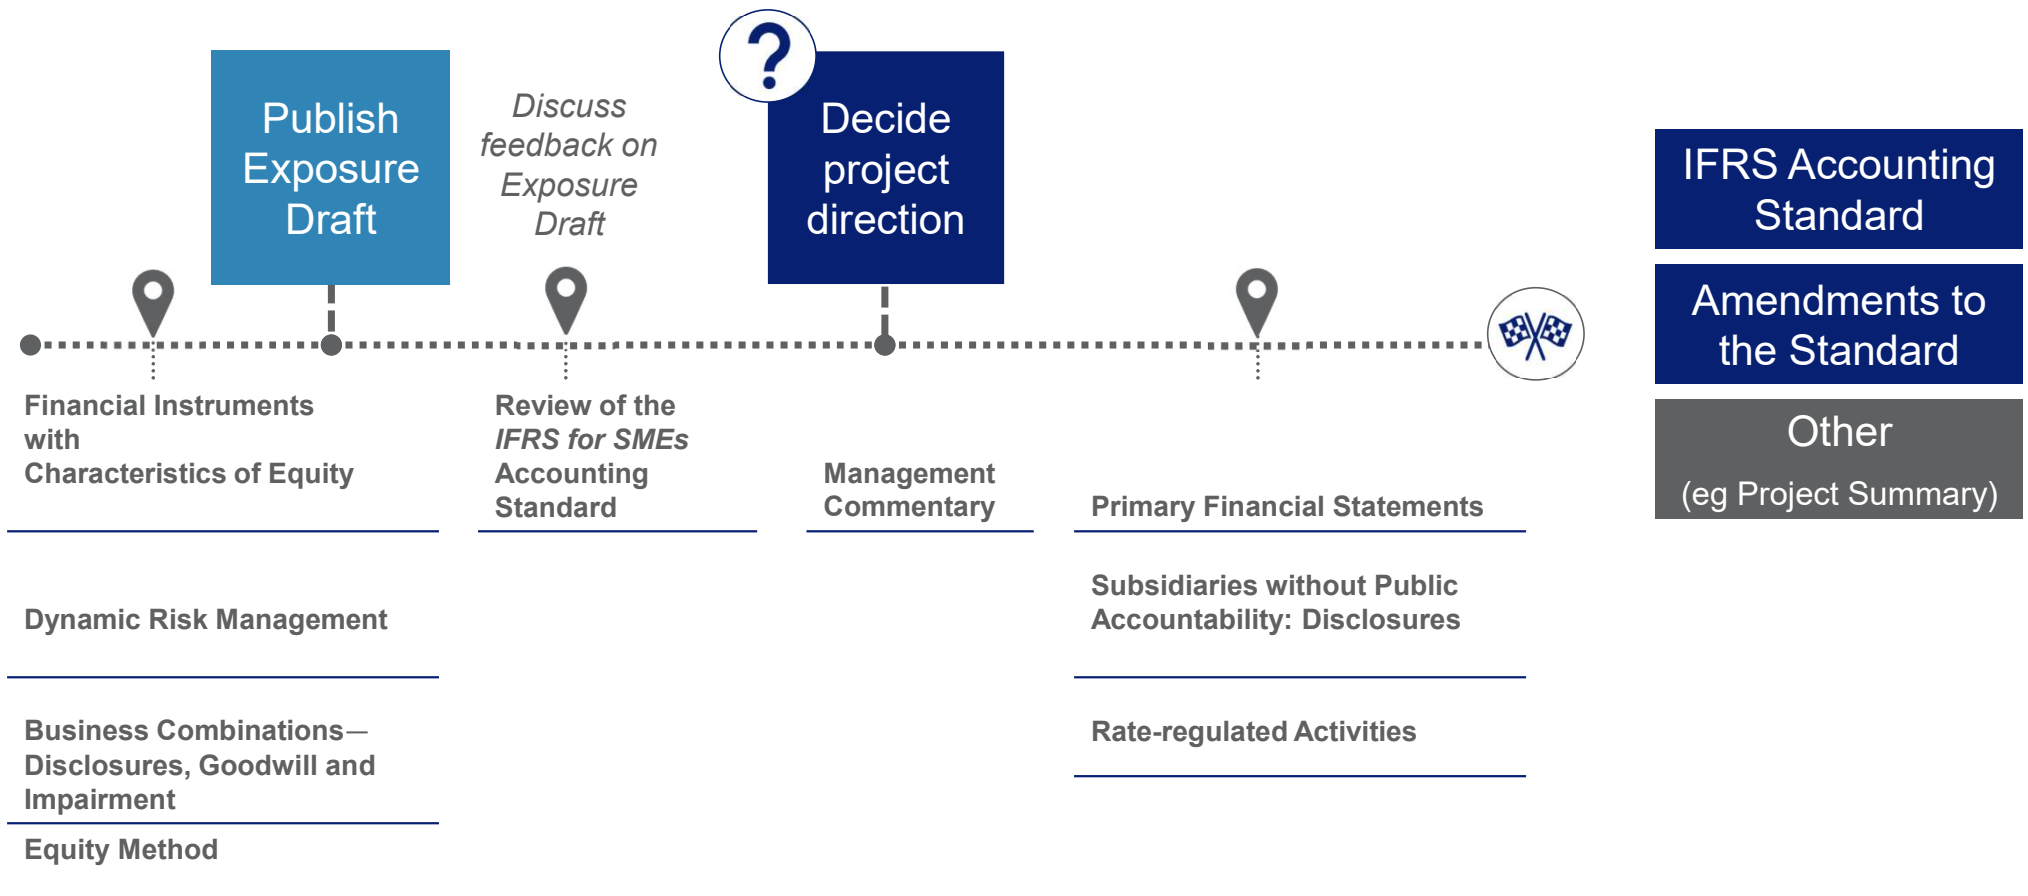 Publish
Exposure
Draft
Discuss
feedback on
Exposure
Draft
?
Decide
project
direction
IFRS Accounting
Standard
Amendments to
the Standard
Other
(eg Project Summary)
Financial Instruments
with
Characteristics of Equity
Dynamic Risk Management
Business Combinations—
Disclosures, Goodwill and
Impairment
Equity Method
Review of the
IFRS for SMEs
Accounting
Standard
Management
Commentary
Primary Financial Statements
Subsidiaries without Public
Accountability: Disclosures
Rate-regulated Activities